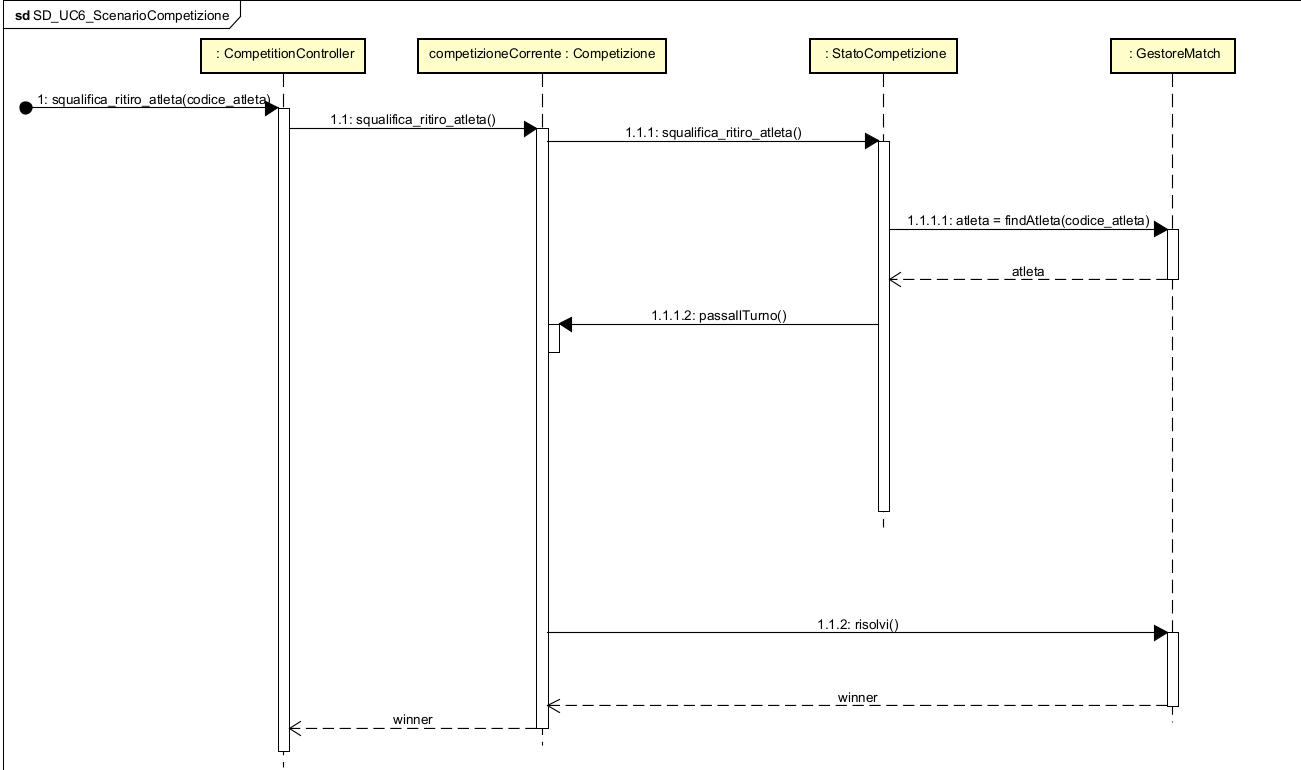 sd SD_UC6_ScenarioCompetizione
: CompetitionController
competizioneCorrente : Competizione
: StatoCompetizione
: GestoreMatch
1: squalifica_ritiro_atleta(codice_atleta)
1.1: squalifica_ritiro_atleta()
1.1.1: squalifica_ritiro_atleta()
1.1.1.1: atleta = findAtleta(codice_atleta)
atleta
1.1.1.2: passaIlTurno()
1.1.2: risolvi()
winner
winner